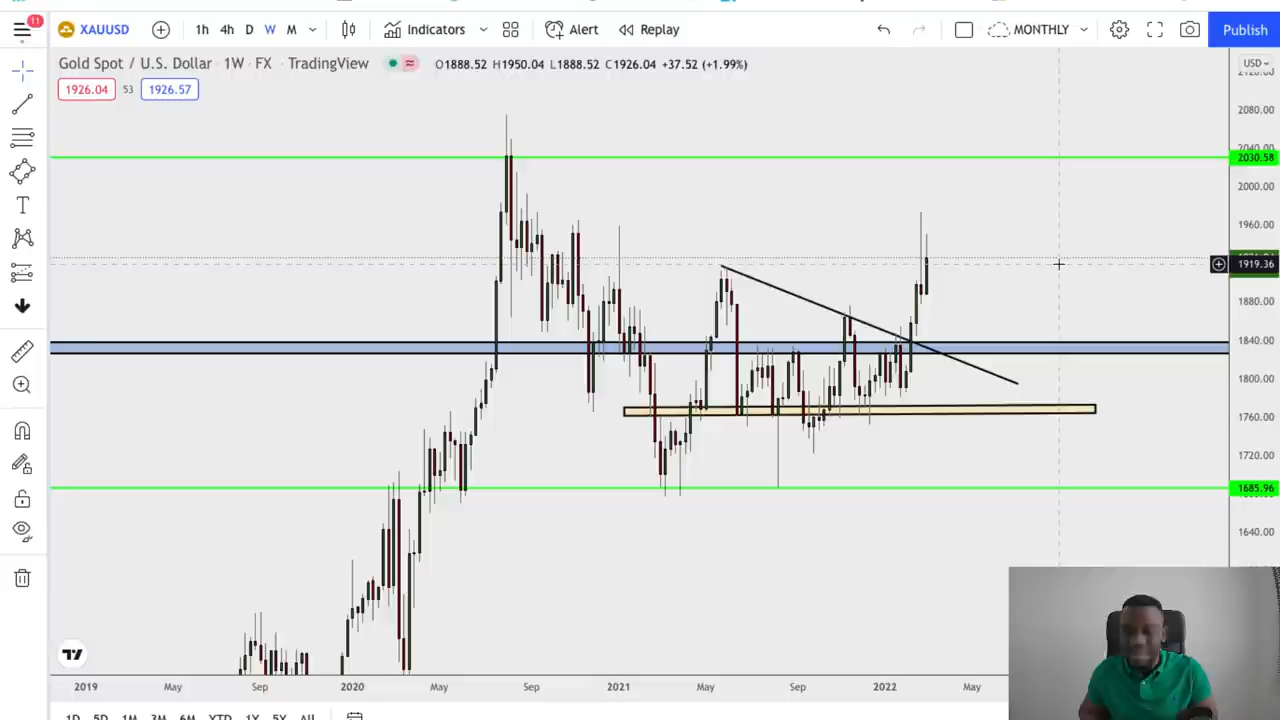 11 XAUUSD 1h 4h D W M Indicators Alert Replay MONTHLY Publish
Gold Spot / U.S. Dollar · 1W · FX · TradingView O1888.52 H1950.04 L1888.52 C1926.04 +37.52 (+1.99%) USD
1926.04 53 1926.57
2080.00
2030.58
2000.00
1960.00
1919.36
1880.00
1840.00
1800.00
1760.00
1720.00
1685.96
1640.00
2019 May Sep 2020 May Sep 2021 May Sep 2022 May
1D 5D 1M 3M 6M YTD 1Y 5Y All